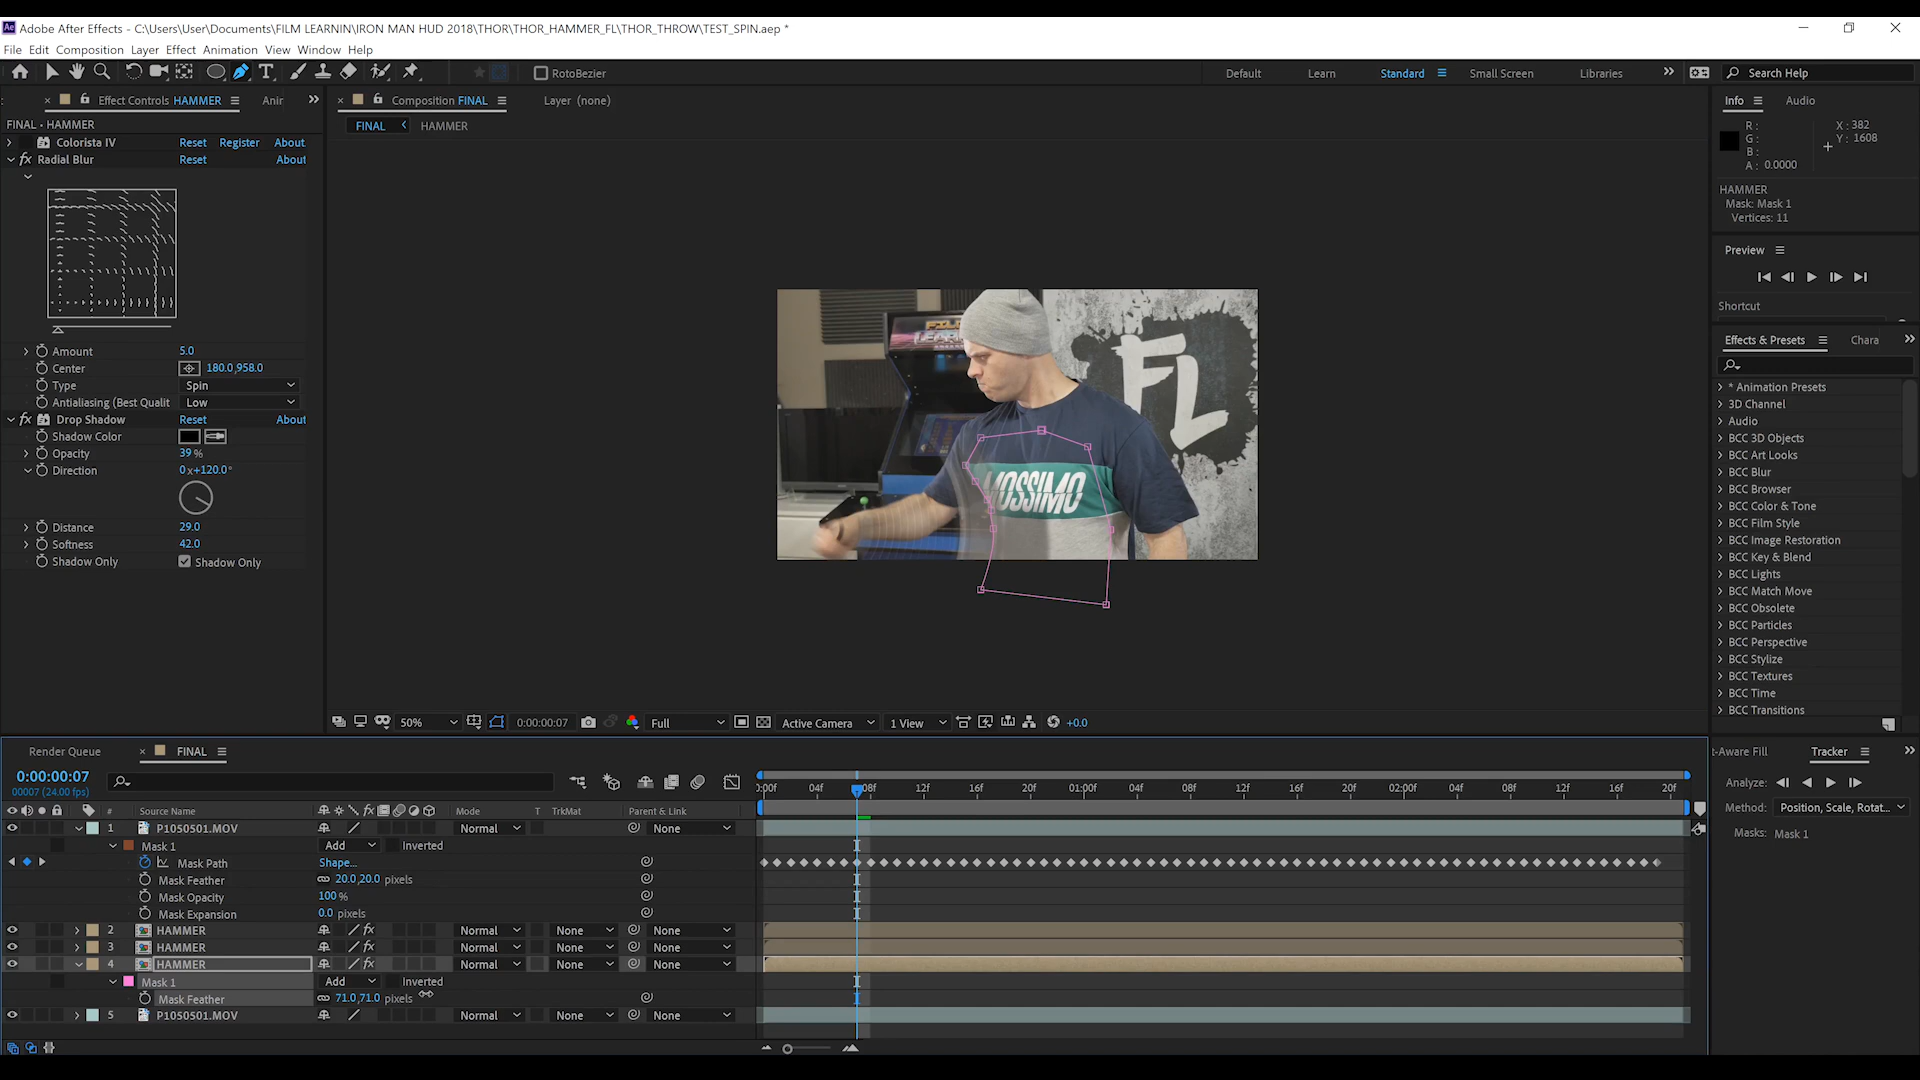 Adobe After Effects - C:\Users\User\Documents\FILM LEARNIN\IRON MAN HUD 2018\THOR\THOR_HAMMER_FL\THOR_THROW\TEST_SPIN.aep *
File Edit Composition Layer Effect Animation View Window Help
RotoBezier
Default Learn Standard Small Screen Libraries
Search Help
Effect Controls HAMMER
Anir
FINAL • HAMMER
Colorista IV Reset Register About
Radial Blur Reset About
Amount 5.0
Center 180.0,958.0
Type Spin
Antialiasing (Best Qualit Low
Drop Shadow Reset About
Shadow Color
Opacity 39 %
Direction 0x+120.0°
Distance 29.0
Softness 42.0
Shadow Only Shadow Only
Composition FINAL
Layer (none)
FINAL HAMMER
FL
MOSSIMO
50% 0:00:00:07 Full Active Camera 1 View +0.0
Info Audio
R :
G :
B :
A : 0.0000
X : 382
Y : 1608
HAMMER
Mask: Mask 1
Vertices: 11
Preview
Shortcut
Effects & Presets Chara
* Animation Presets
3D Channel
Audio
BCC 3D Objects
BCC Art Looks
BCC Blur
BCC Browser
BCC Color & Tone
BCC Film Style
BCC Image Restoration
BCC Key & Blend
BCC Lights
BCC Match Move
BCC Obsolete
BCC Particles
BCC Perspective
BCC Stylize
BCC Textures
BCC Time
BCC Transitions
t-Aware Fill Tracker
Analyze:
Method: Position, Scale, Rotat...
Masks: Mask 1
Render Queue FINAL
0:00:00:07
00007 (24.00 fps)
0:00f 04f 08f 12f 16f 20f 01:00f 04f 08f 12f 16f 20f 02:00f 04f 08f 12f 16f 20f
# Source Name Mode T TrkMat Parent & Link
1 P1050501.MOV Normal None
Mask 1 Add Inverted
Mask Path Shape...
Mask Feather 20.0,20.0 pixels
Mask Opacity 100 %
Mask Expansion 0.0 pixels
2 HAMMER Normal None None
3 HAMMER Normal None None
4 HAMMER Normal None None
Mask 1 Add Inverted
Mask Feather 71.0,71.0 pixels
5 P1050501.MOV Normal None None